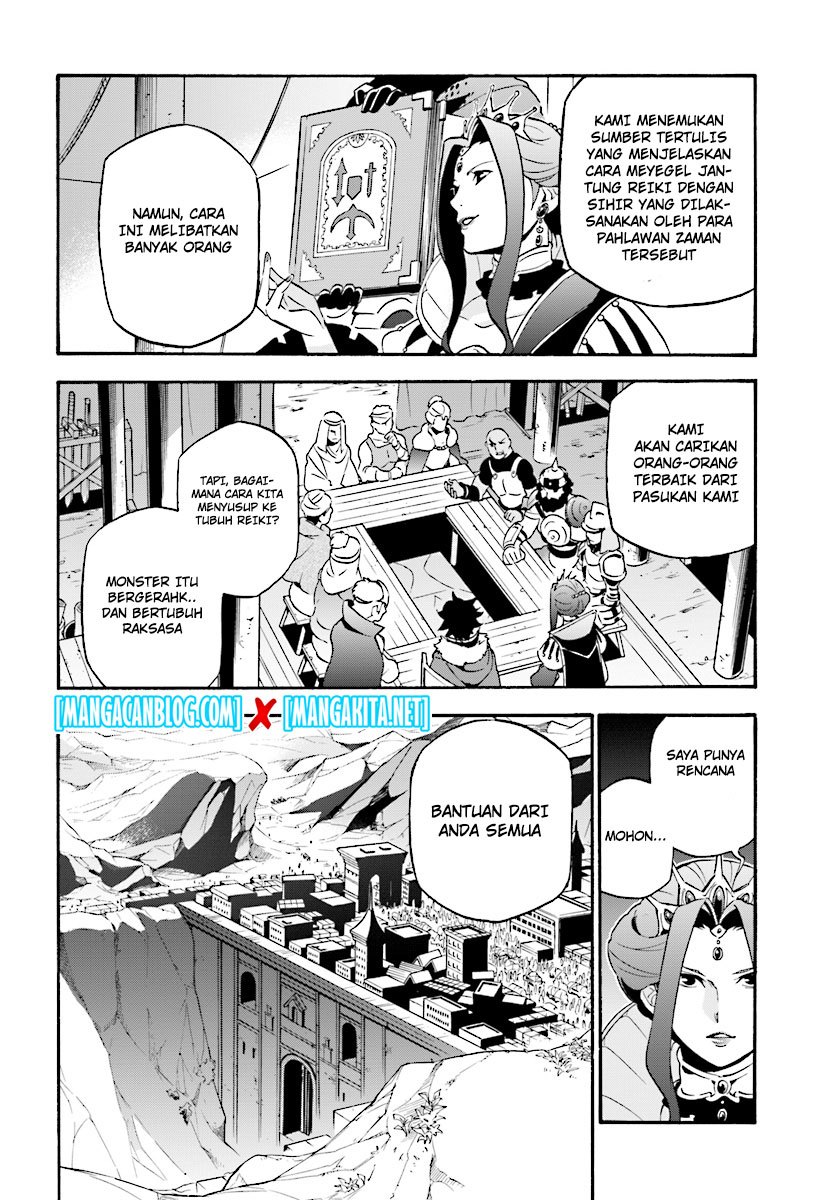 KAMI MENEMUKAN
SUMBER TERTULIS
YANG MENJELASKAN
CARA MEYEGEL JAN-
TUNG REIKI DENGAN
SIHIR YANG DILAK-
SANAKAN OLEH PARA
PAHLAWAN ZAMAN
TERSEBUT
NAMUN, CARA
INI MELIBATKAN
BANYAK ORANG
KAMI
AKAN CARIKAN
ORANG-ORANG
TERBAIK DARI
PASUKAN KAMI
TAPI, BAGAI-
MANA CARA KITA
MENYUSUP KE
TUBUH REIKI?
MONSTER ITU
BERGERAHK..
DAN BERTUBUH
RAKSASA
[MANGACANBLOG.COM] X [MANGAKITA.NET]
SAYA PUNYA
RENCANA
MOHON...
BANTUAN DARI
ANDA SEMUA